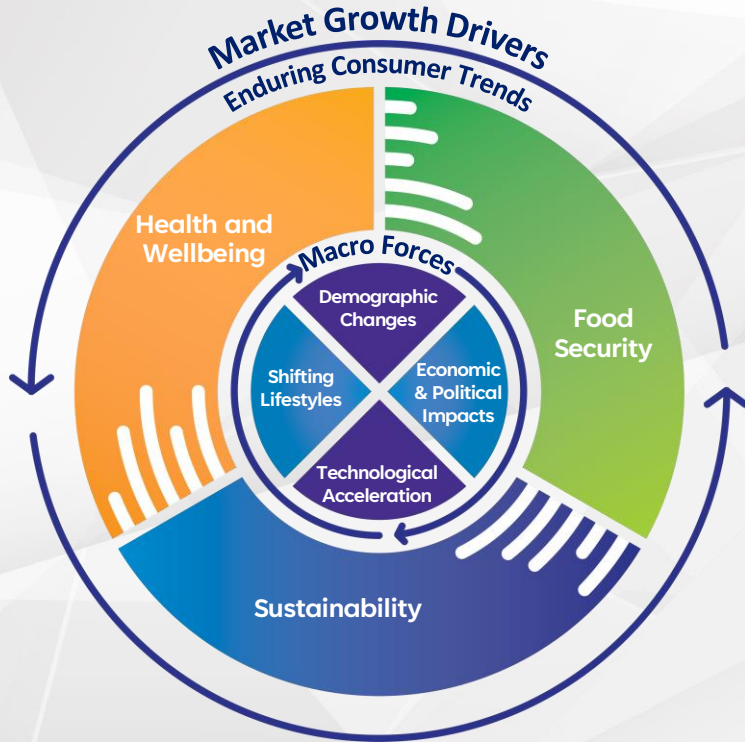 Market Growth Drivers
Enduring Consumer Trends
Health and
Wellbeing
Macro Forces
Demographic
Changes
Food
Security
Shifting
Lifestyles
Economic
& Political
Impacts
Technological
Acceleration
Sustainability